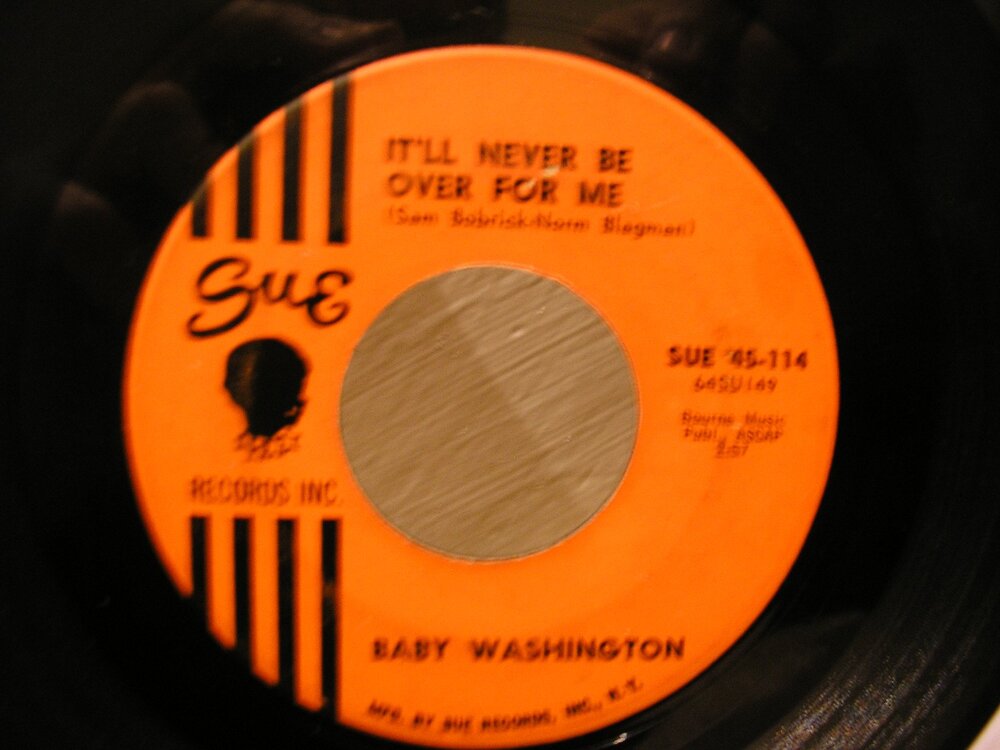 IT'LL NEVER BE
OVER FOR ME
(Sam Bobrick-Norm Blagman)
SUE
SUE 45-114
64SU149
Bourne Music
Publ. ASCAP
2:57
RECORDS INC.
BABY WASHINGTON
MFG. BY SUE RECORDS, INC., N.Y.